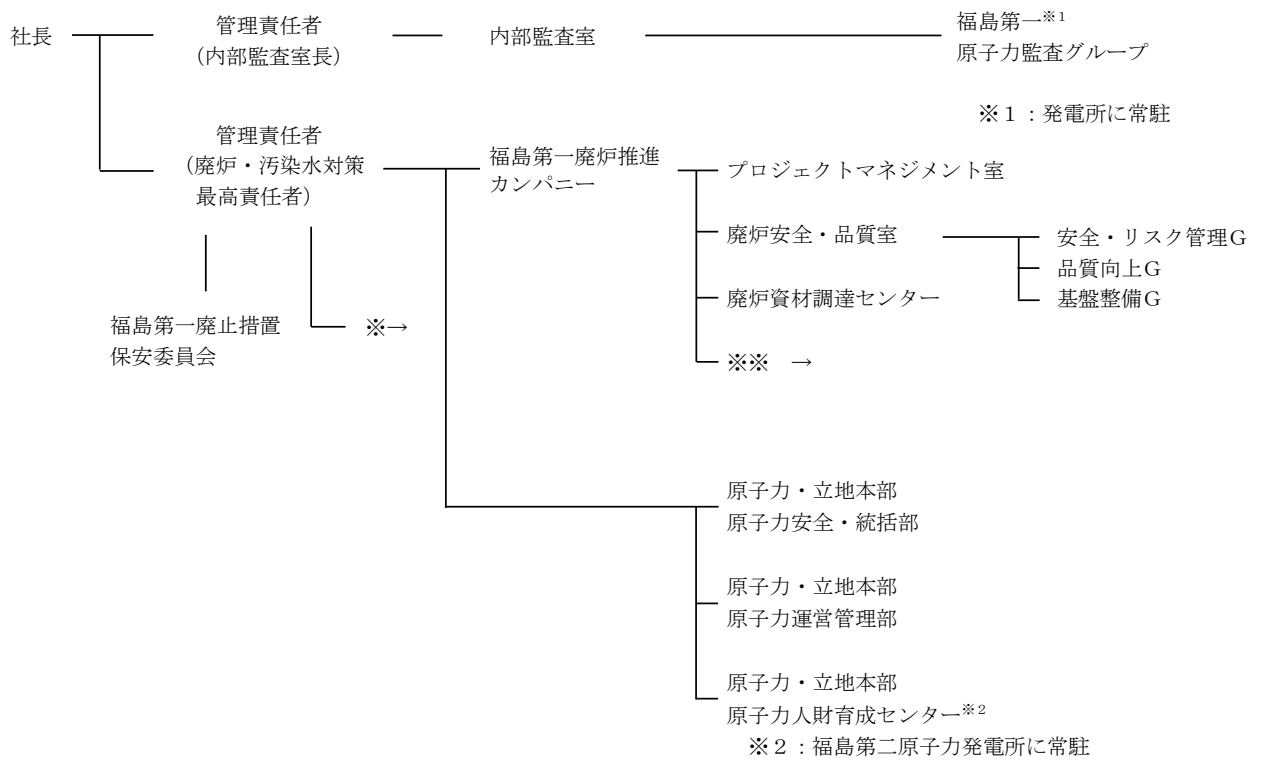 社長
管理責任者
(内部監査室長)
内部監査室
福島第一※1
原子力監査グループ
※1:発電所に常駐
管理責任者
(廃炉・汚染水対策
最高責任者)
福島第一廃炉推進
カンパニー
プロジェクトマネジメント室
廃炉安全・品質室
安全・リスク管理G
品質向上G
基盤整備G
廃炉資材調達センター
福島第一廃止措置
保安委員会
※→
※※ →
原子力・立地本部
原子力安全・統括部
原子力・立地本部
原子力運営管理部
原子力・立地本部
原子力人財育成センター※2
※2:福島第二原子力発電所に常駐